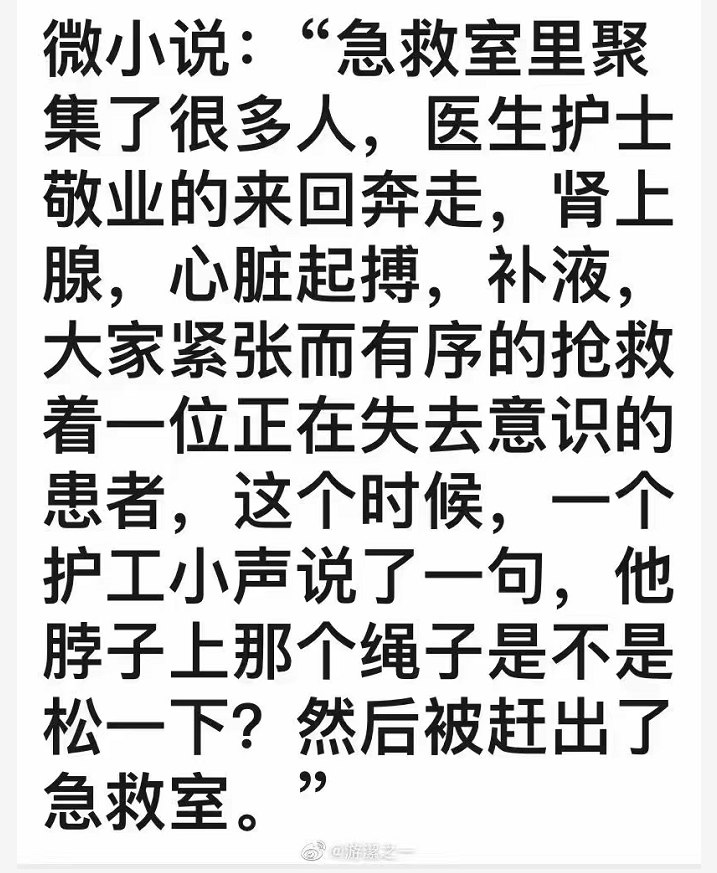 微小说：“急救室里聚
集了很多人，医生护士
敬业的来回奔走，肾上
腺，心脏起搏，补液，
大家紧张而有序的抢救
着一位正在失去意识的
患者，这个时候，一个
护工小声说了一句，他
脖子上那个绳子是不是
松一下？然后被赶出了
急救室。”
@游潔之一